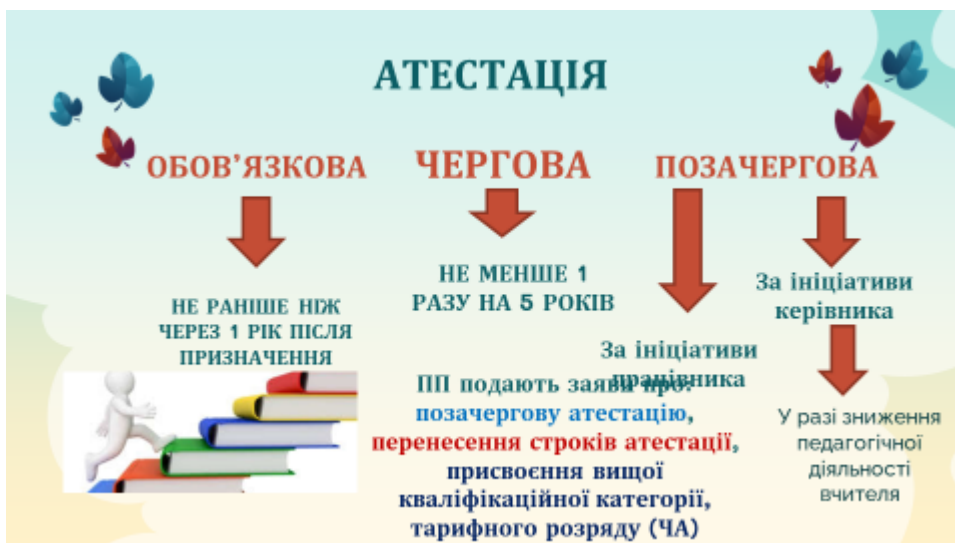 АТЕСТАЦІЯ
ОБОВ’ЯЗКОВА
ЧЕРГОВА
ПОЗАЧЕРГОВА
НЕ РАНІШЕ НІЖ
ЧЕРЕЗ 1 РІК ПІСЛЯ
ПРИЗНАЧЕННЯ
НЕ МЕНШЕ 1
РАЗУ НА 5 РОКІВ
За ініціативи
працівника
За ініціативи
керівника
ПП подають заяви про:
позачергову атестацію,
перенесення строків атестації,
присвоєння вищої
кваліфікаційної категорії,
тарифного розряду (ЧА)
У разі зниження
педагогічної
діяльності
вчителя